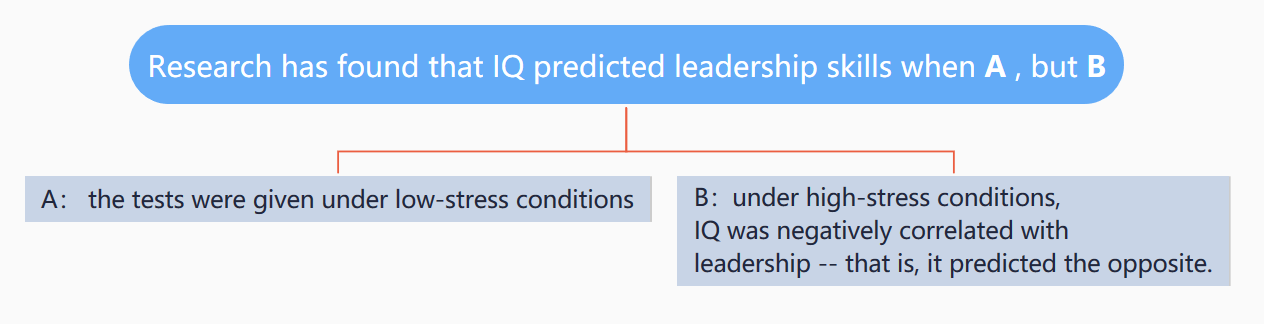 Research has found that IQ predicted leadership skills when A , but B
A： the tests were given under low-stress conditions
B：under high-stress conditions,
IQ was negatively correlated with
leadership -- that is, it predicted the opposite.